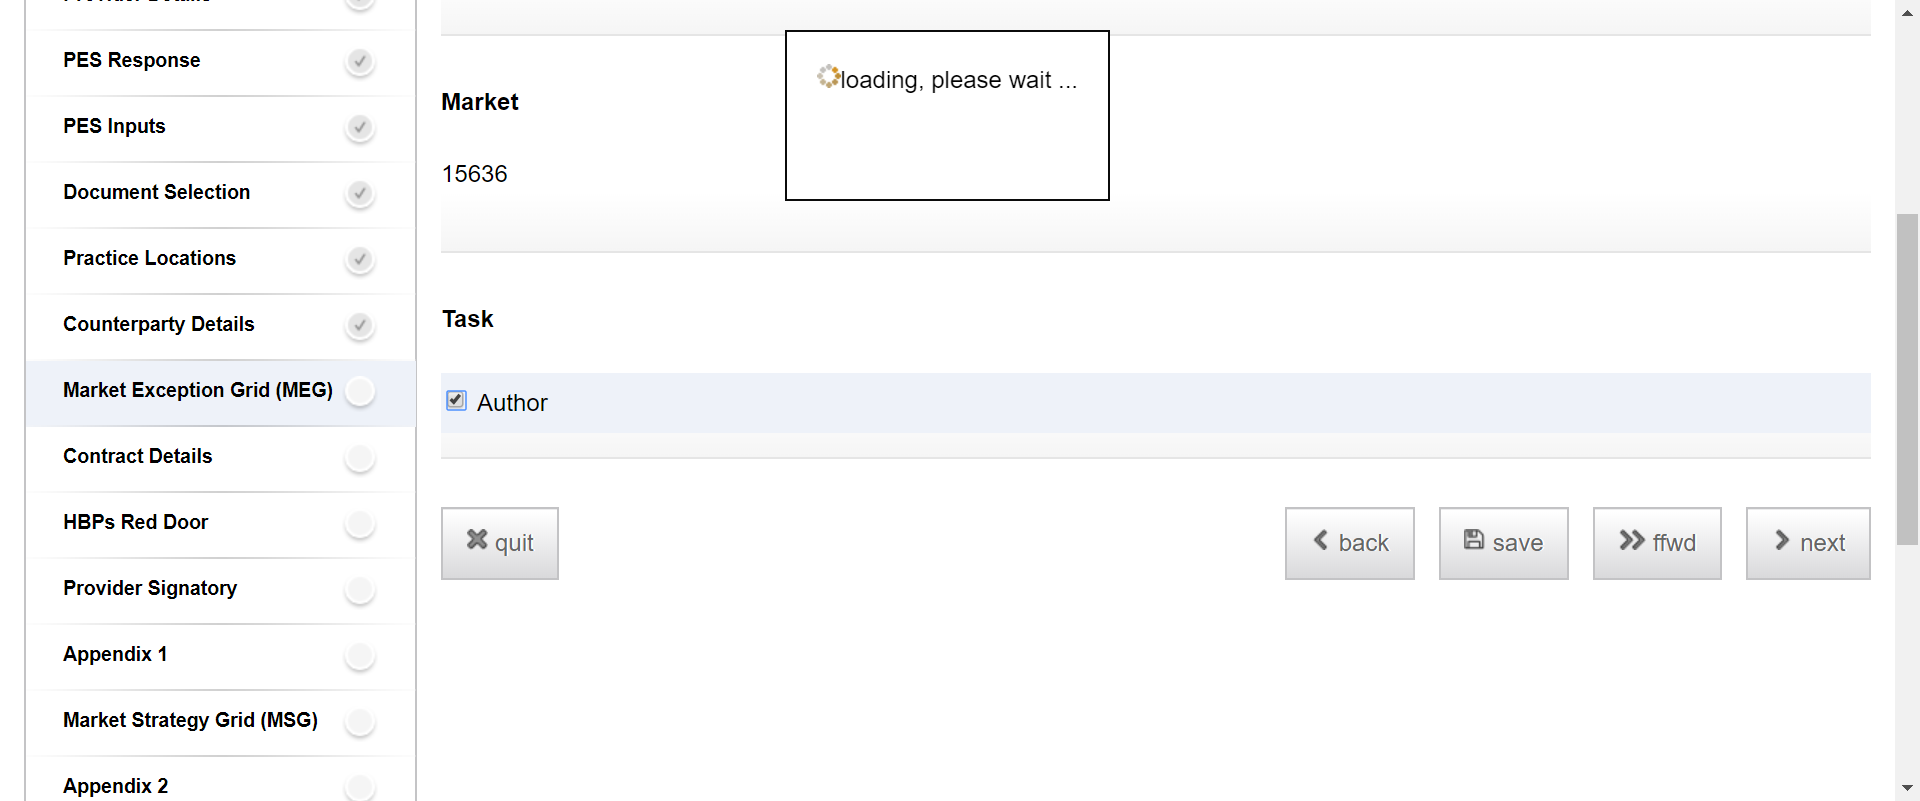 PES Response
PES Inputs
Document Selection
Practice Locations
Counterparty Details
Market Exception Grid (MEG)
Contract Details
HBPs Red Door
Provider Signatory
Appendix 1
Market Strategy Grid (MSG)
Appendix 2
loading, please wait ...
Market
15636
Task
Author
quit
back
save
ffwd
next